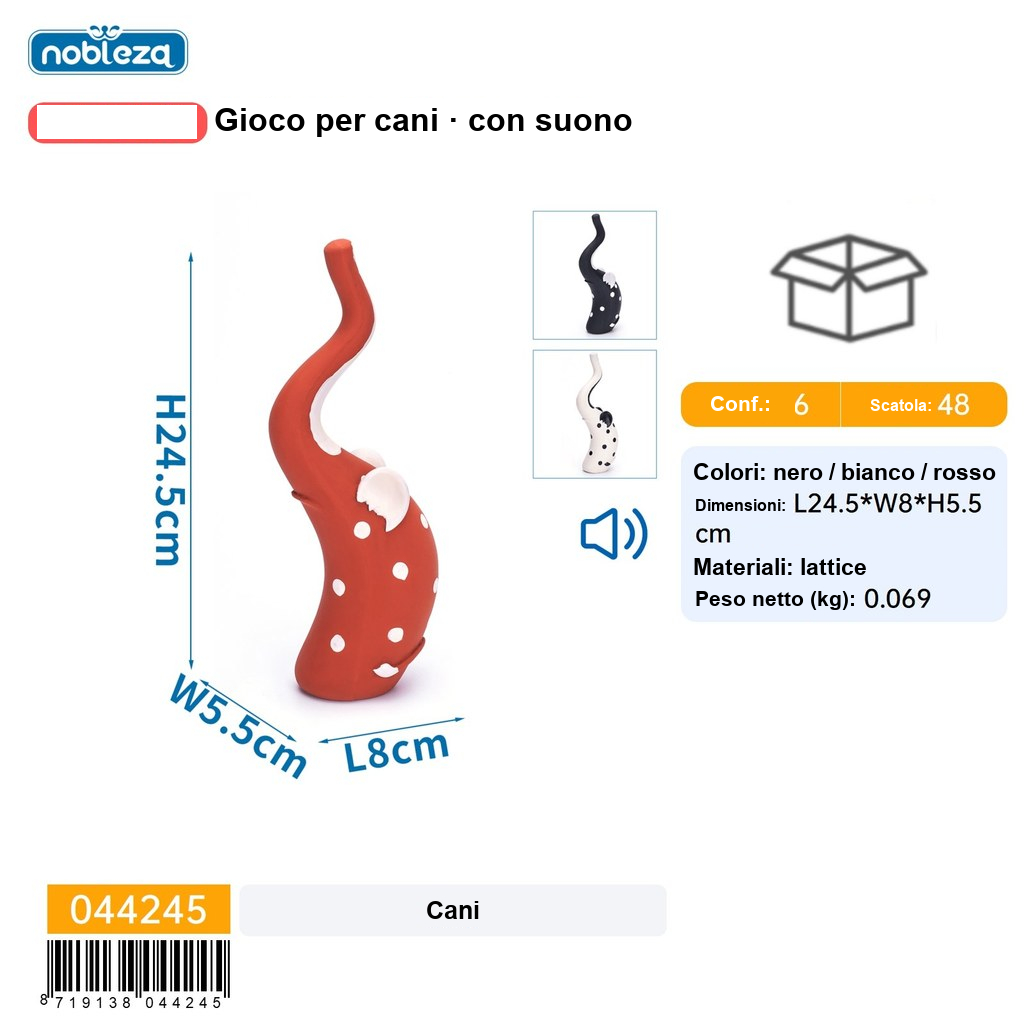 nobleza
Gioco per cani · con suono
H24.5cm
W5.5cm
L8cm
Conf.: 6 Scatola: 48
Colori: nero / bianco / rosso
Dimensioni: L24.5*W8*H5.5
cm
Materiali: lattice
Peso netto (kg): 0.069
044245
Cani
8 719138 044245